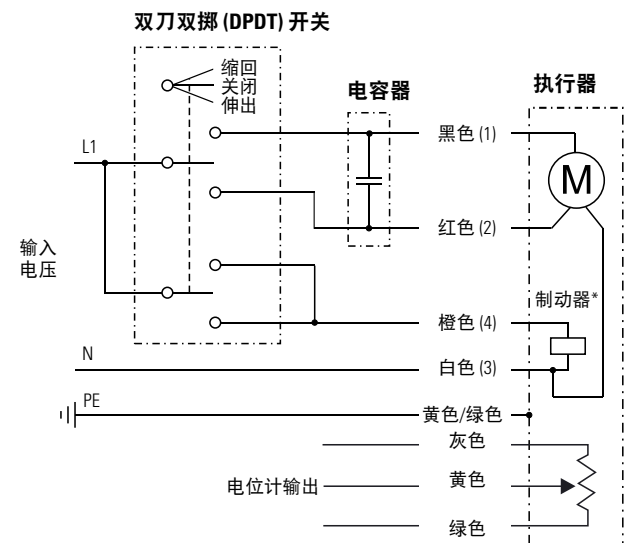 双刀双掷 (DPDT) 开关
缩回
关闭
伸出
电容器
执行器
L1
黑色 (1)
M
红色 (2)
输入
电压
制动器*
橙色 (4)
N
白色 (3)
PE
黄色/绿色
灰色
电位计输出
黄色
绿色